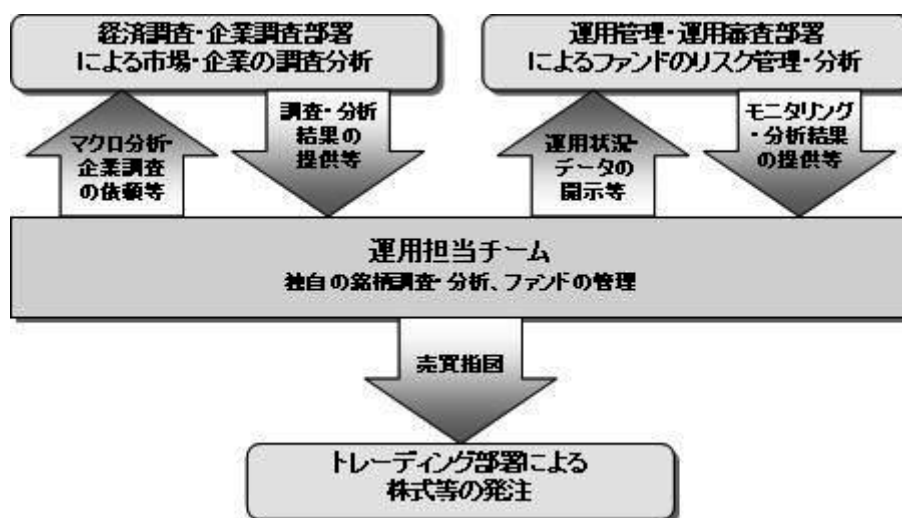 経済調査・企業調査部署
による市場・企業の調査分析
運用管理・運用審査部署
によるファンドのリスク管理・分析
マクロ分析・
企業調査
の依頼等
調査・分析
結果の
提供等
運用状況・
データの
開示等
モニタリング
・分析結果
の提供等
運用担当チーム
独自の銘柄調査・分析、ファンドの管理
売買指図
トレーディング部署による
株式等の発注